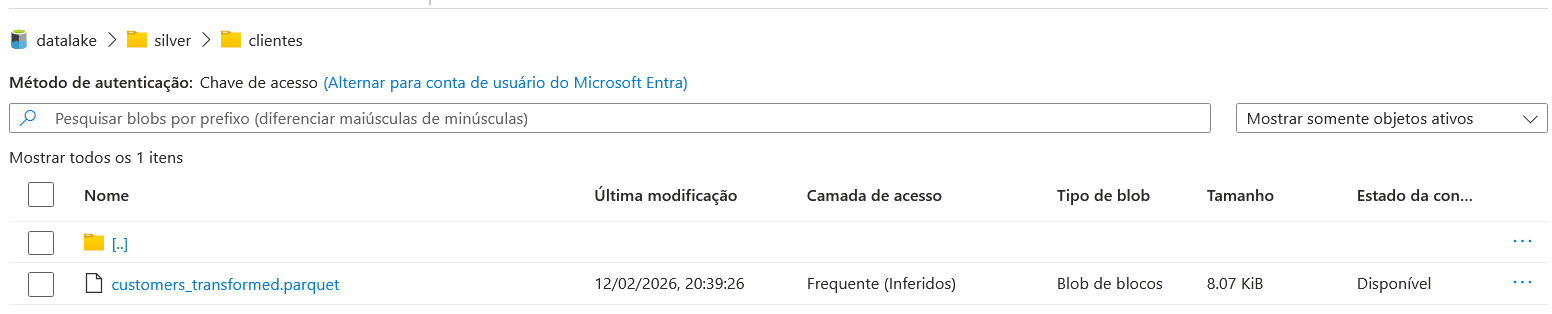 datalake > silver > clientes
Método de autenticação: Chave de acesso (Alternar para conta de usuário do Microsoft Entra)
Pesquisar blobs por prefixo (diferenciar maiúsculas de minúsculas) Mostrar somente objetos ativos
Mostrar todos os 1 itens
Nome Última modificação Camada de acesso Tipo de blob Tamanho Estado da con...
[..] ...
customers_transformed.parquet 12/02/2026, 20:39:26 Frequente (Inferidos) Blob de blocos 8.07 KiB Disponível ...